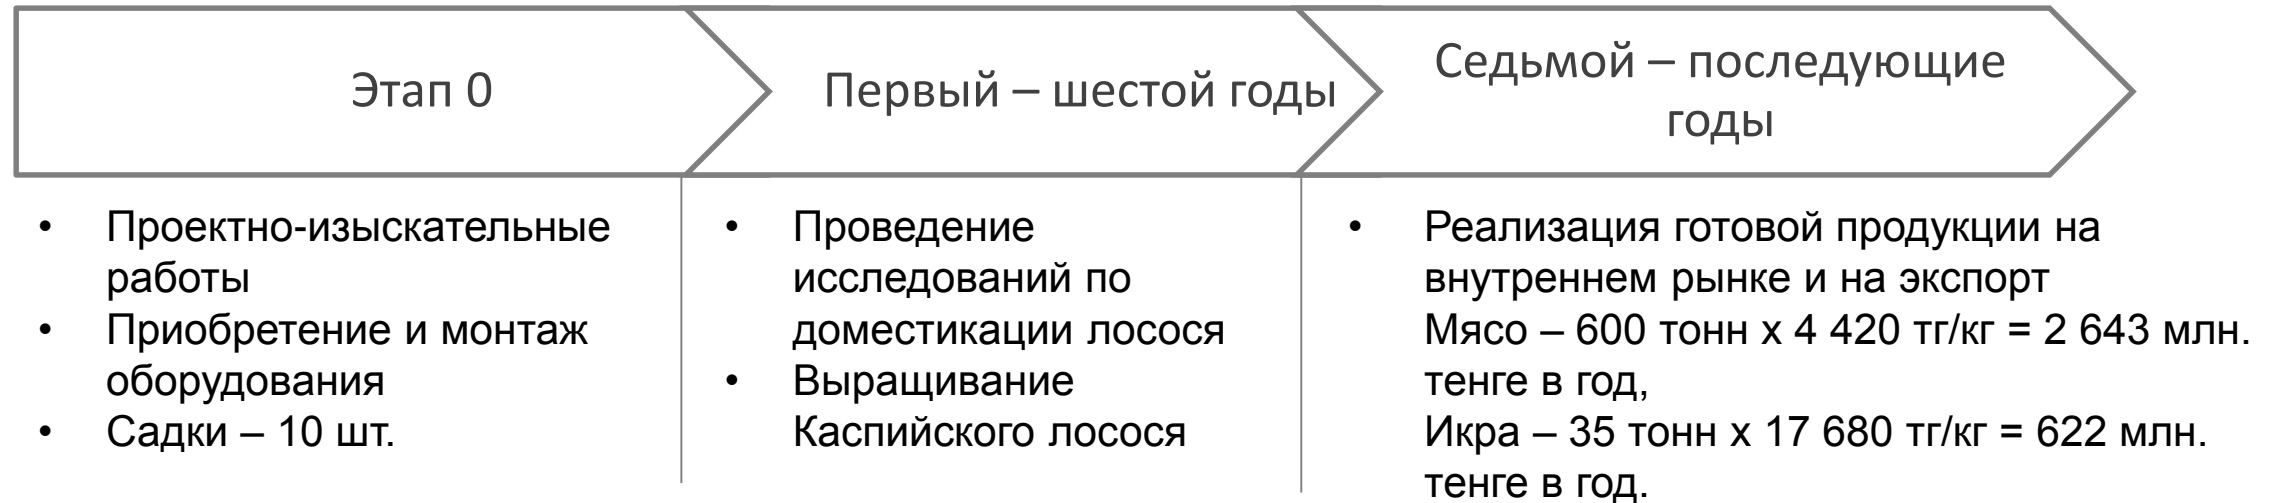 Этап 0
Первый – шестой годы
Седьмой – последующие
годы
• Проектно-изыскательные
работы
• Приобретение и монтаж
оборудования
• Садки – 10 шт.
• Проведение
исследований по
доместикации лосося
• Выращивание
Каспийского лосося
• Реализация готовой продукции на
внутреннем рынке и на экспорт
Мясо – 600 тонн х 4 420 тг/кг = 2 643 млн.
тенге в год,
Икра – 35 тонн х 17 680 тг/кг = 622 млн.
тенге в год.